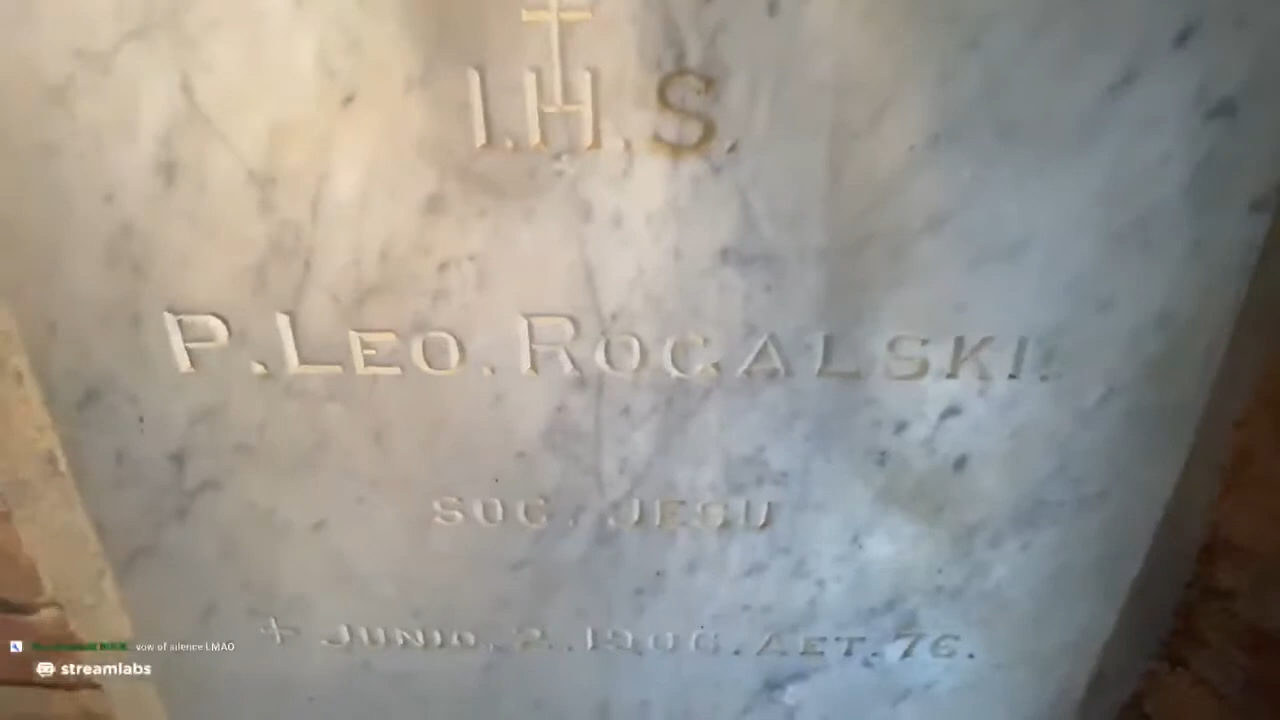 I.H.S.
P. LEO. ROGALSKI.
SOC. JESU
✝ JUNIO. 2. 1906. AET. 76.
vow of silence LMAO
streamlabs